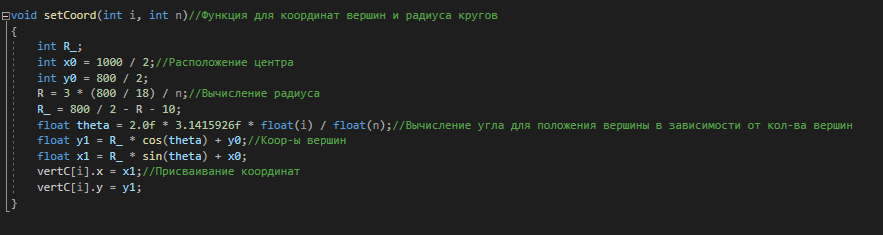 void setCoord(int i, int n)//Функция для координат вершин и радиуса кругов
{
int R_;
int x0 = 1000 / 2;//Расположение центра
int y0 = 800 / 2;
R = 3 * (800 / 18) / n;//Вычисление радиуса
R_ = 800 / 2 - R - 10;
float theta = 2.0f * 3.1415926f * float(i) / float(n);//Вычисление угла для положения вершины в зависимости от кол-ва вершин
float y1 = R_ * cos(theta) + y0;//Коор-ы вершин
float x1 = R_ * sin(theta) + x0;
vertC[i].x = x1;//Присваивание координат
vertC[i].y = y1;
}